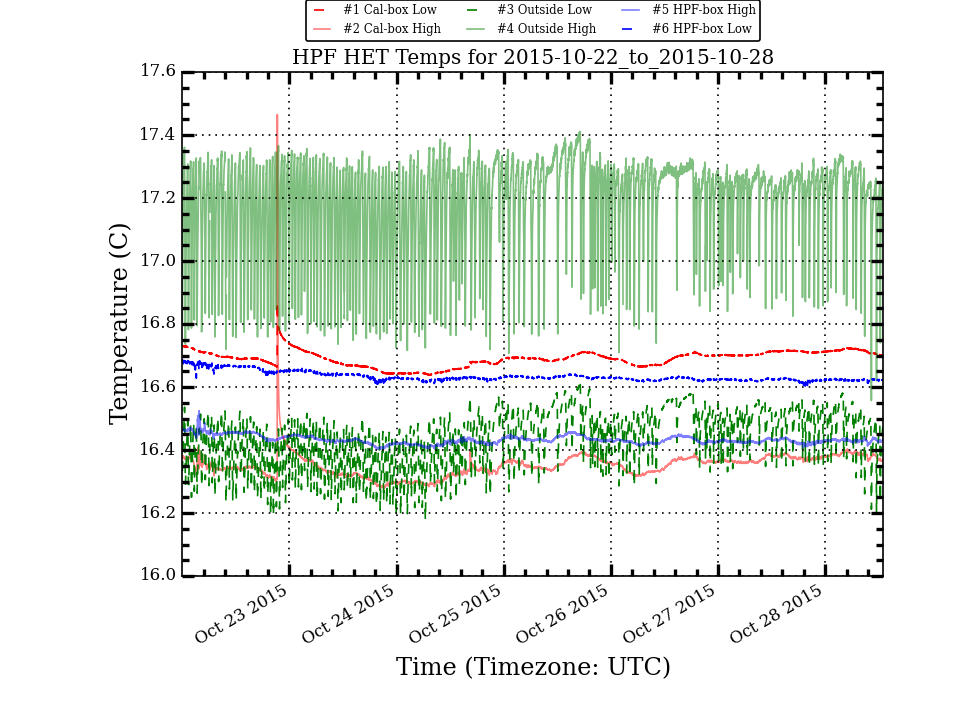 #1 Cal-box Low #3 Outside Low #5 HPF-box High
#2 Cal-box High #4 Outside High #6 HPF-box Low
HPF HET Temps for 2015-10-22_to_2015-10-28
17.6
17.4
17.2
17.0
16.8
16.6
16.4
16.2
16.0
Temperature (C)
Oct 23 2015 Oct 24 2015 Oct 25 2015 Oct 26 2015 Oct 27 2015 Oct 28 2015
Time (Timezone: UTC)